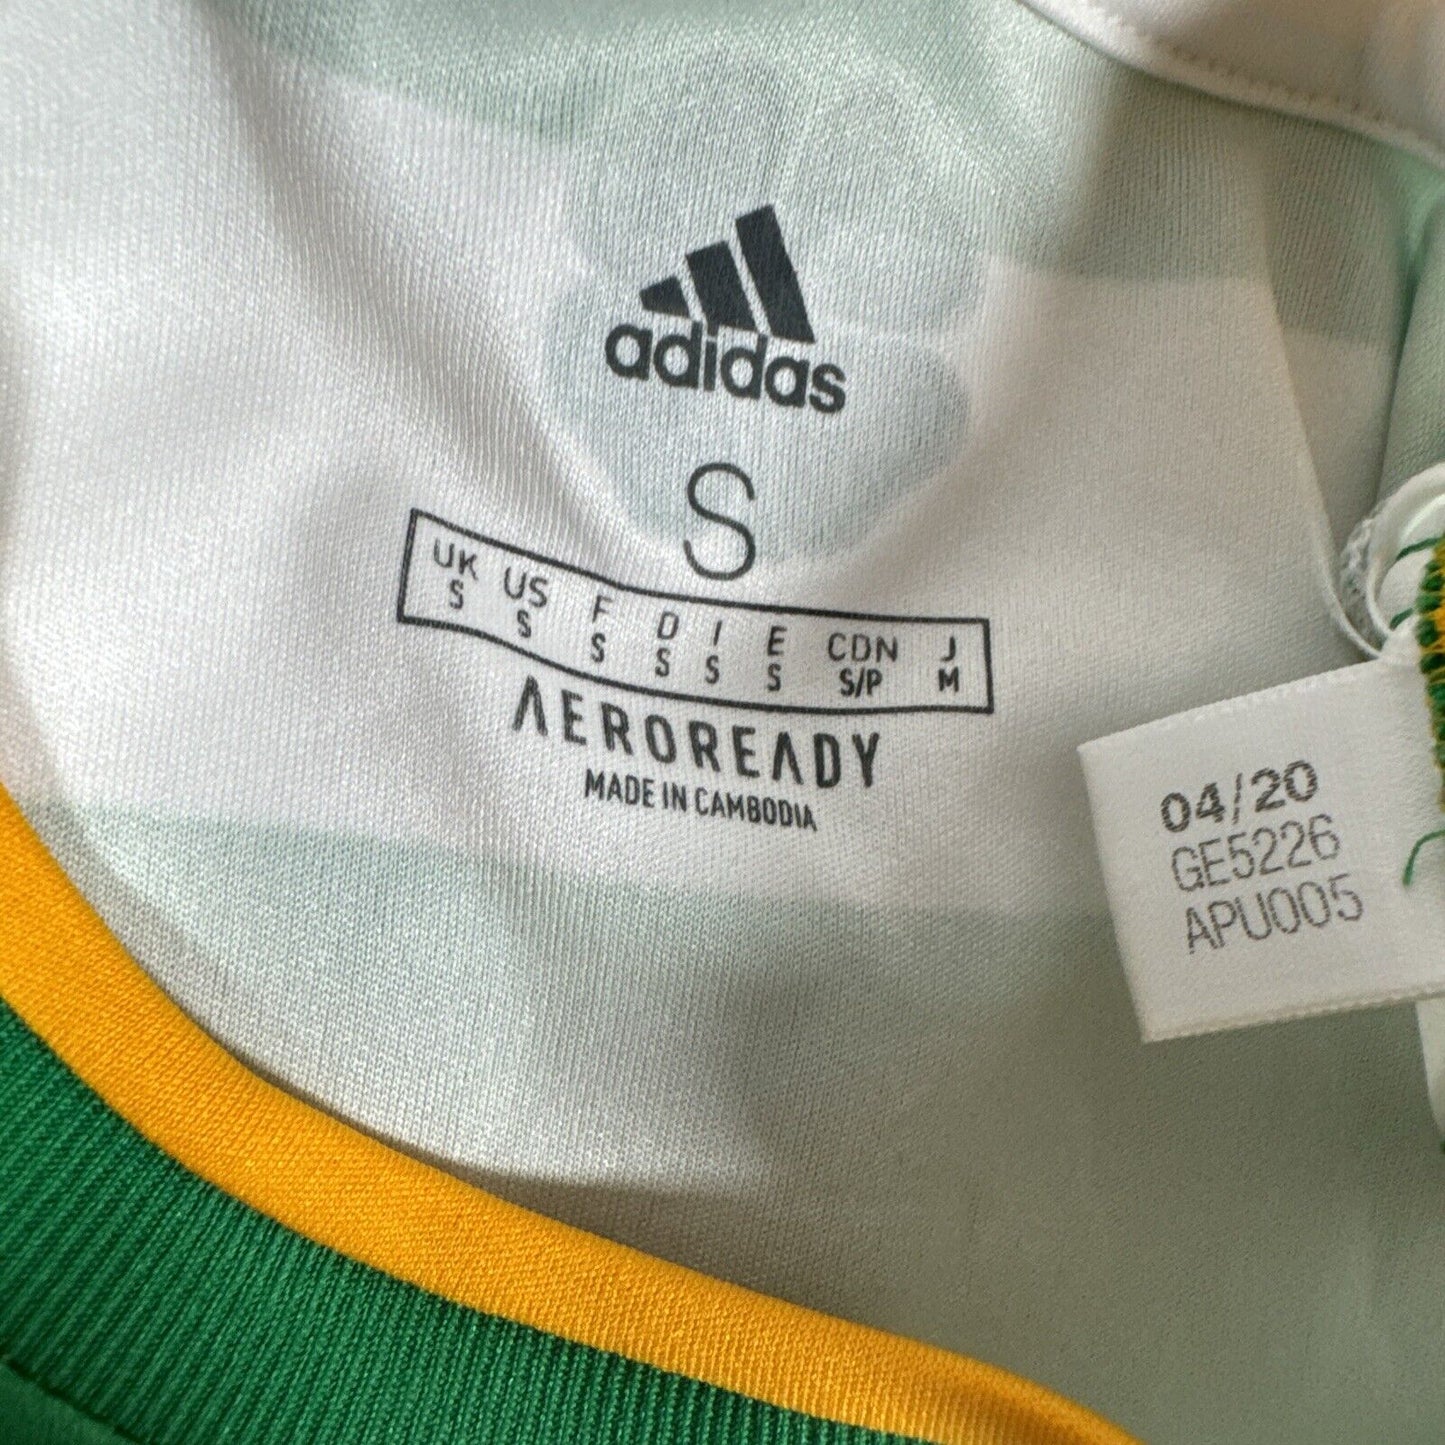 adidas
S
UK US F D I E CDN J
S S S S S S S/P M
AEROREADY
MADE IN CAMBODIA
04/20
GE5226
APU005